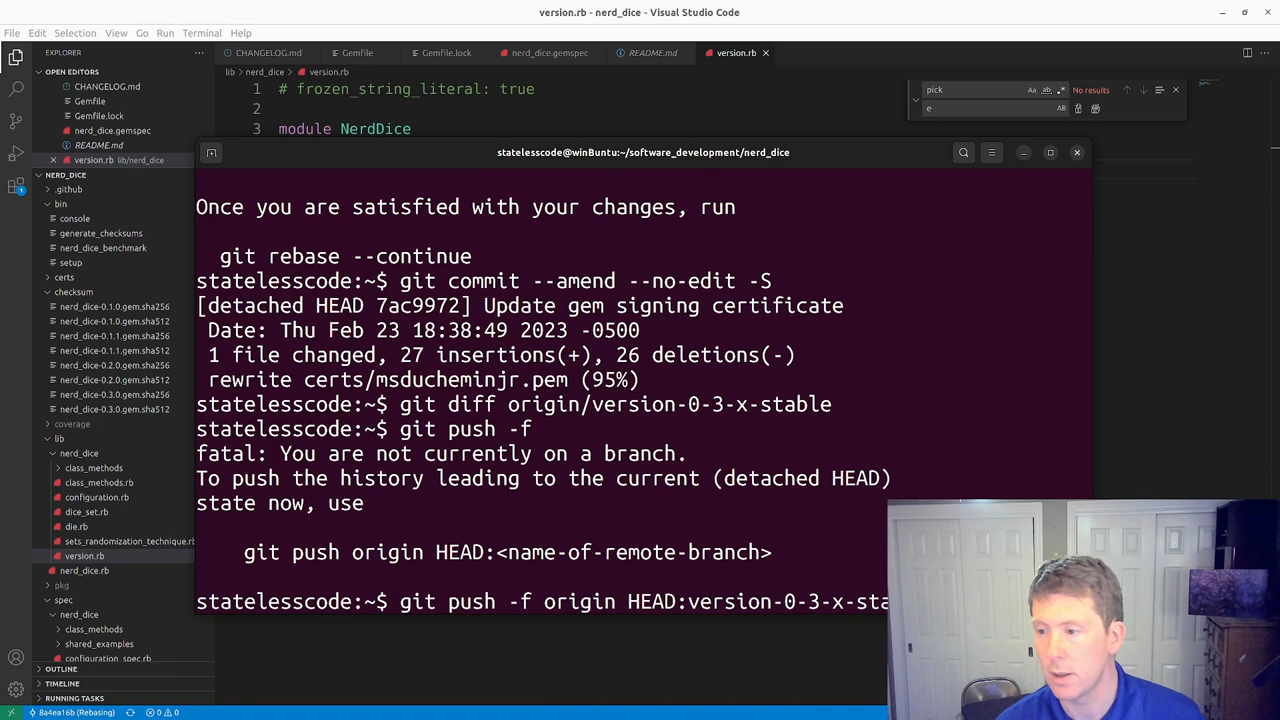 version.rb - nerd_dice - Visual Studio Code
File Edit Selection View Go Run Terminal Help
EXPLORER
OPEN EDITORS
CHANGELOG.md
Gemfile
Gemfile.lock
nerd_dice.gemspec
README.md
version.rb lib/nerd_dice
NERD_DICE
.github
bin
console
generate_checksums
nerd_dice_benchmark
setup
certs
checksum
nerd_dice-0.1.0.gem.sha256
nerd_dice-0.1.0.gem.sha512
nerd_dice-0.1.1.gem.sha256
nerd_dice-0.1.1.gem.sha512
nerd_dice-0.2.0.gem.sha256
nerd_dice-0.2.0.gem.sha512
nerd_dice-0.3.0.gem.sha256
nerd_dice-0.3.0.gem.sha512
coverage
lib
nerd_dice
class_methods
class_methods.rb
configuration.rb
dice_set.rb
die.rb
sets_randomization_technique.rb
version.rb
nerd_dice.rb
pkg
spec
nerd_dice
class_methods
shared_examples
configuration_spec.rb
OUTLINE
TIMELINE
RUNNING TASKS
1
CHANGELOG.md Gemfile Gemfile.lock nerd_dice.gemspec README.md version.rb
lib > nerd_dice > version.rb
1 # frozen_string_literal: true
2
3 module NerdDice
pick Aa ab No results
e AB
statelesscode@winBuntu:~/software_development/nerd_dice
Once you are satisfied with your changes, run
git rebase --continue
statelesscode:~$ git commit --amend --no-edit -S
[detached HEAD 7ac9972] Update gem signing certificate
Date: Thu Feb 23 18:38:49 2023 -0500
1 file changed, 27 insertions(+), 26 deletions(-)
rewrite certs/msducheminjr.pem (95%)
statelesscode:~$ git diff origin/version-0-3-x-stable
statelesscode:~$ git push -f
fatal: You are not currently on a branch.
To push the history leading to the current (detached HEAD)
state now, use
git push origin HEAD:<name-of-remote-branch>
statelesscode:~$ git push -f origin HEAD:version-0-3-x-sta
8a4ea16b (Rebasing) 0 0